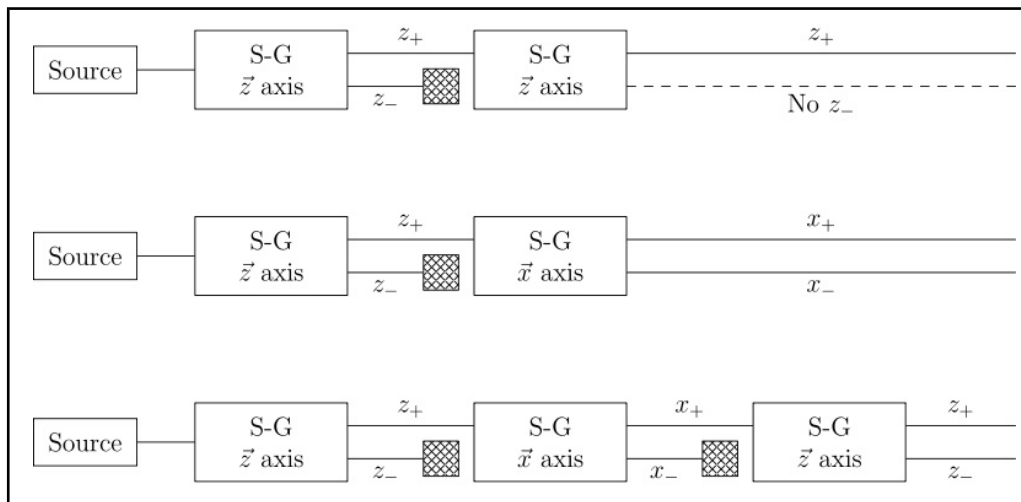 z₊ z₊
Source S-G S-G
z⃗ axis z⃗ axis
z₋ No z₋
z₊ x₊
Source S-G S-G
z⃗ axis x⃗ axis
z₋ x₋
z₊ x₊ z₊
Source S-G S-G S-G
z⃗ axis x⃗ axis z⃗ axis
z₋ x₋ z₋